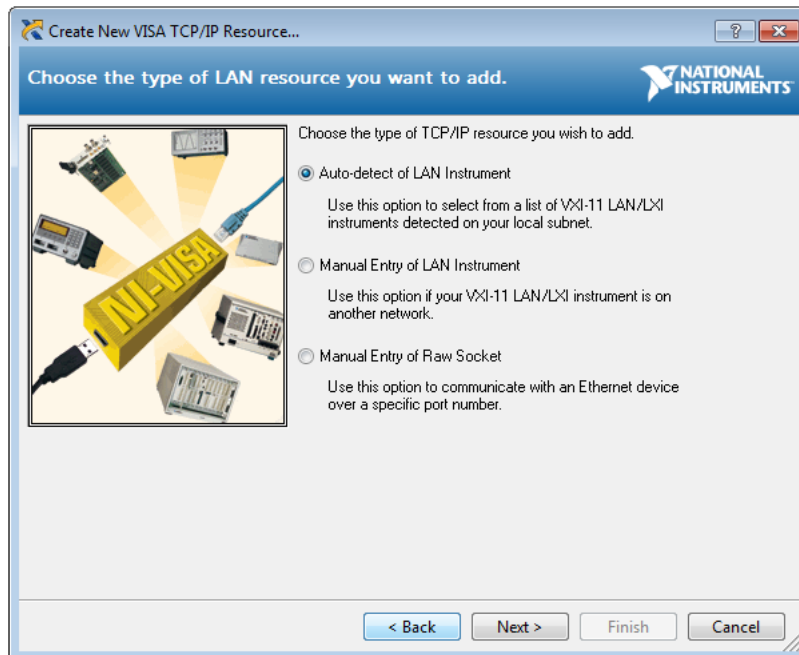 Create New VISA TCP/IP Resource...
Choose the type of LAN resource you want to add.
NATIONAL
INSTRUMENTS
Choose the type of TCP/IP resource you wish to add.
Auto-detect of LAN Instrument
Use this option to select from a list of VXI-11 LAN/LXI
instruments detected on your local subnet.
Manual Entry of LAN Instrument
Use this option if your VXI-11 LAN/LXI instrument is on
another network.
Manual Entry of Raw Socket
Use this option to communicate with an Ethernet device
over a specific port number.
NI-VISA
< Back
Next >
Finish
Cancel